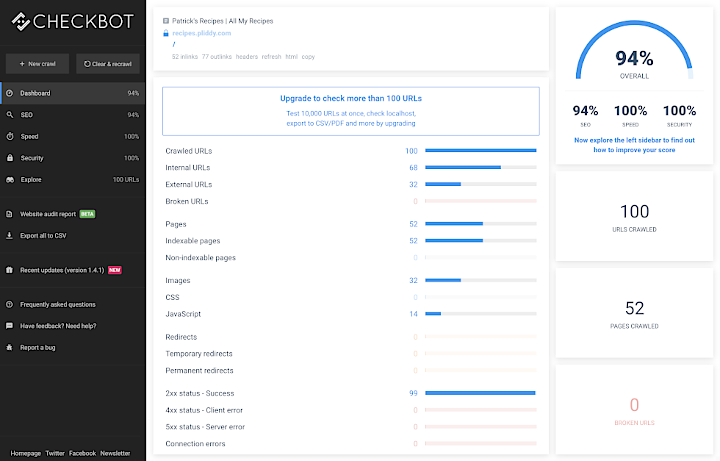 CHECKBOT
+ New crawl
Clear & recrawl
Dashboard 94%
SEO 94%
Speed 100%
Security 100%
Explore 100 URLs
Website audit report BETA
Export all to CSV
Recent updates (version 1.4.1) NEW
Frequently asked questions
Have feedback? Need help?
Report a bug
Homepage Twitter Facebook Newsletter
Patrick's Recipes | All My Recipes
recipes.pliddy.com
/
52 inlinks 77 outlinks headers refresh html copy
Upgrade to check more than 100 URLs
Test 10,000 URLs at once, check localhost,
export to CSV/PDF and more by upgrading
Crawled URLs 100
Internal URLs 68
External URLs 32
Broken URLs 0
Pages 52
Indexable pages 52
Non-indexable pages 0
Images 32
CSS 0
JavaScript 14
Redirects 0
Temporary redirects 0
Permanent redirects 0
2xx status - Success 99
4xx status - Client error 0
5xx status - Server error 0
Connection errors 0
94%
OVERALL
94% 100% 100%
SEO SPEED SECURITY
Now explore the left sidebar to find out
how to improve your score
100
URLS CRAWLED
52
PAGES CRAWLED
0
BROKEN URLS